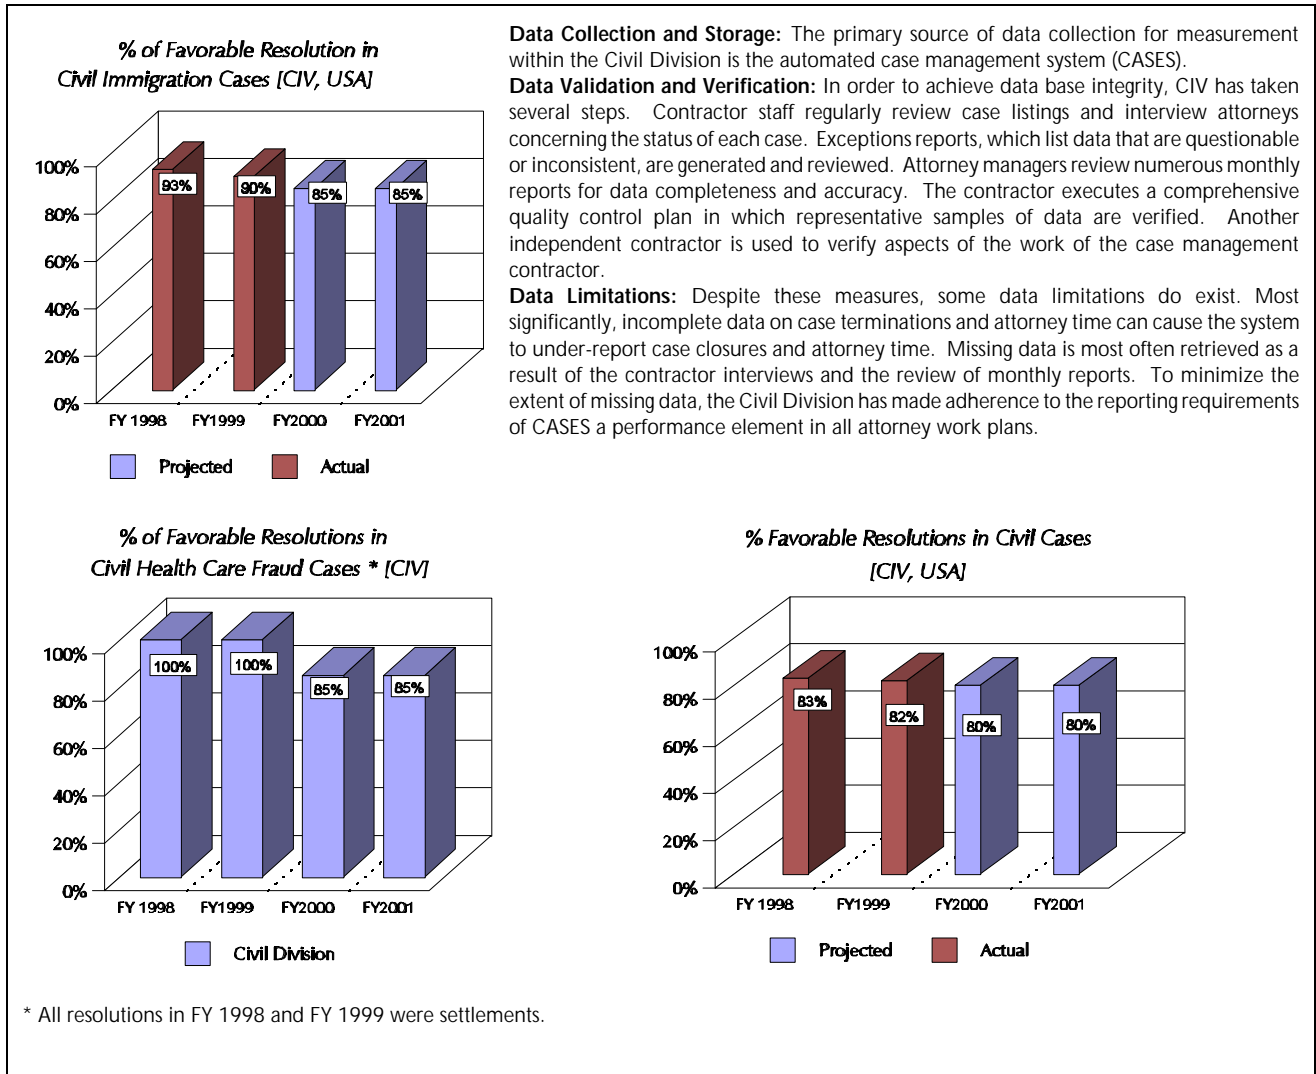 % of Favorable Resolution in
Civil Immigration Cases [CIV, USA]
100%
80%
60%
40%
20%
0%
93%
90%
85%
85%
FY 1998
FY1999
FY2000
FY2001
Projected
Actual
Data Collection and Storage: The primary source of data collection for measurement
within the Civil Division is the automated case management system (CASES).
Data Validation and Verification: In order to achieve data base integrity, CIV has taken
several steps. Contractor staff regularly review case listings and interview attorneys
concerning the status of each case. Exceptions reports, which list data that are questionable
or inconsistent, are generated and reviewed. Attorney managers review numerous monthly
reports for data completeness and accuracy. The contractor executes a comprehensive
quality control plan in which representative samples of data are verified. Another
independent contractor is used to verify aspects of the work of the case management
contractor.
Data Limitations: Despite these measures, some data limitations do exist. Most
significantly, incomplete data on case terminations and attorney time can cause the system
to under-report case closures and attorney time. Missing data is most often retrieved as a
result of the contractor interviews and the review of monthly reports. To minimize the
extent of missing data, the Civil Division has made adherence to the reporting requirements
of CASES a performance element in all attorney work plans.
% of Favorable Resolutions in
Civil Health Care Fraud Cases * [CIV]
100%
80%
60%
40%
20%
0%
100%
100%
85%
85%
FY 1998
FY1999
FY2000
FY2001
Civil Division
% Favorable Resolutions in Civil Cases
[CIV, USA]
100%
80%
60%
40%
20%
0%
83%
82%
80%
80%
FY 1998
FY1999
FY2000
FY2001
Projected
Actual
* All resolutions in FY 1998 and FY 1999 were settlements.